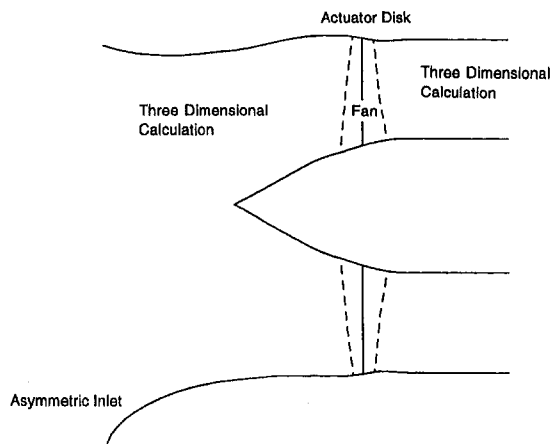 Actuator Disk
Three Dimensional
Calculation
Three Dimensional
Calculation
Fan
Asymmetric Inlet